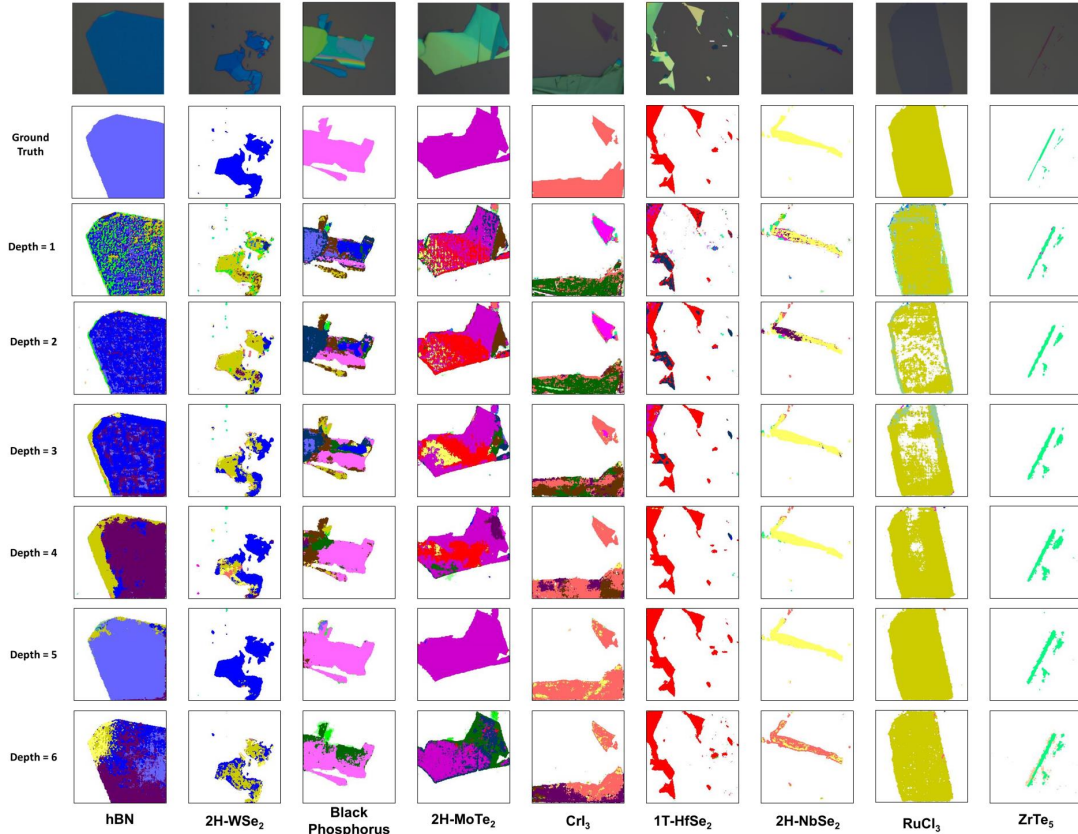 Ground
Truth
Depth = 1
Depth = 2
Depth = 3
Depth = 4
Depth = 5
Depth = 6
hBN
2H-WSe₂
Black
Phosphorus
2H-MoTe₂
CrI₃
1T-HfSe₂
2H-NbSe₂
RuCl₃
ZrTe₅